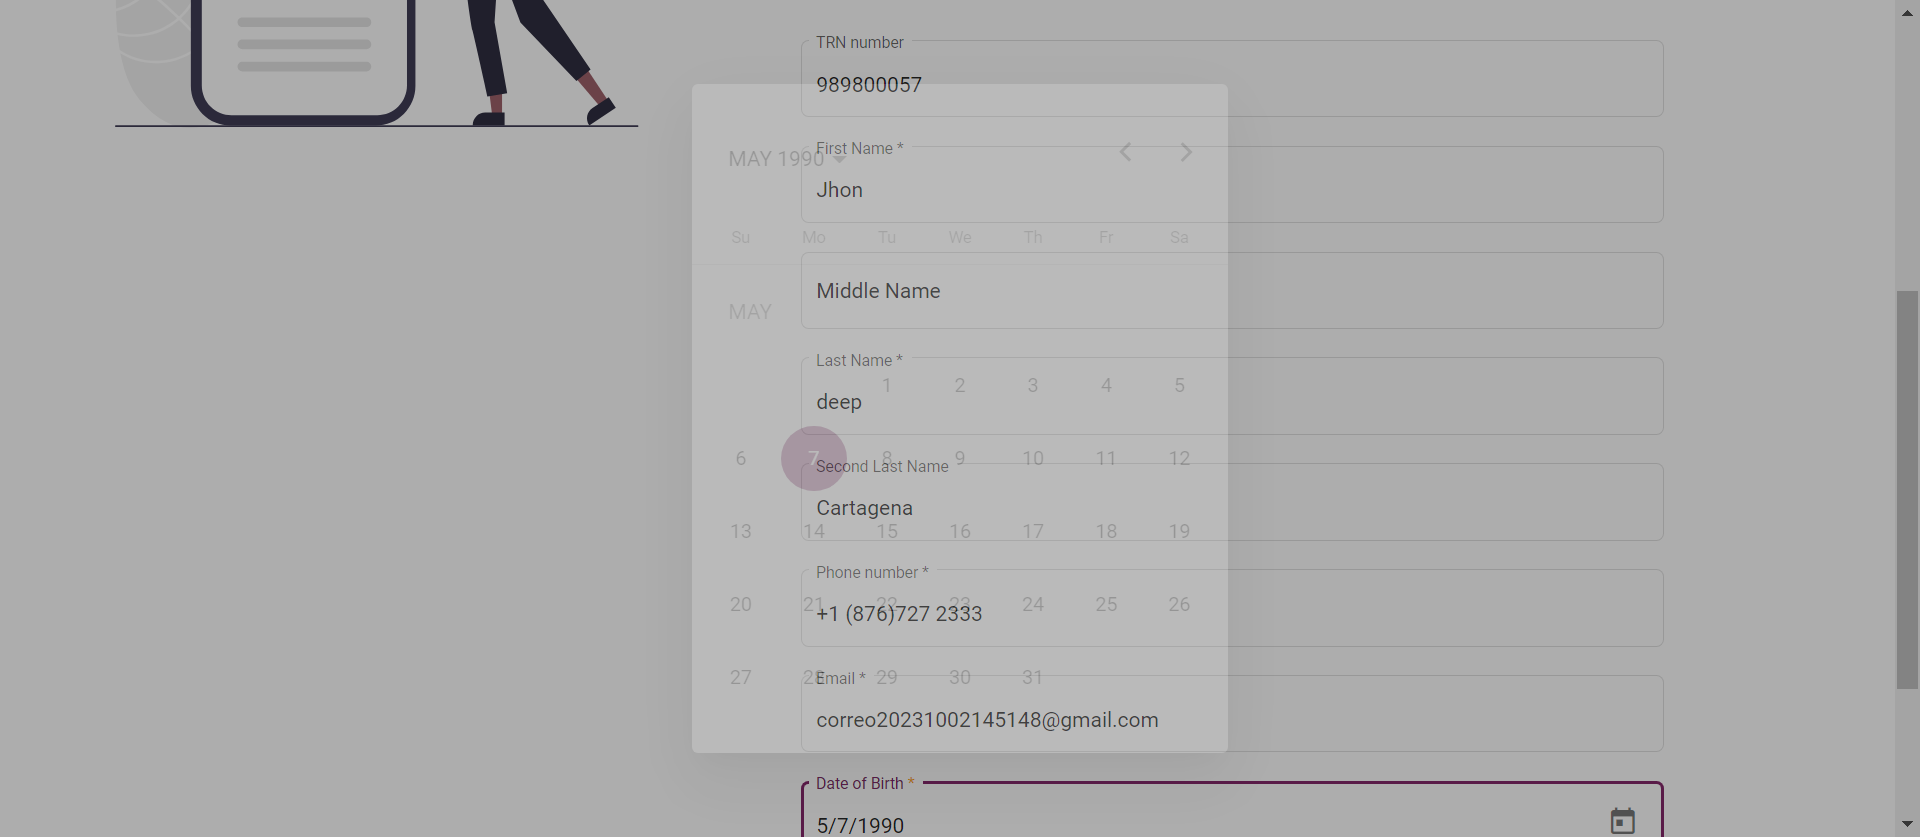 TRN number
989800057
MAY 1990
First Name *
Jhon
Su Mo Tu We Th Fr Sa
Middle Name
MAY
Last Name *
1 2 3 4 5
deep
6 7 8 9 10 11 12
Second Last Name
Cartagena
13 14 15 16 17 18 19
Phone number *
20 21 22 23 24 25 26
+1 (876)727 2333
27 28 29 30 31
Email *
correo20231002145148@gmail.com
Date of Birth *
5/7/1990